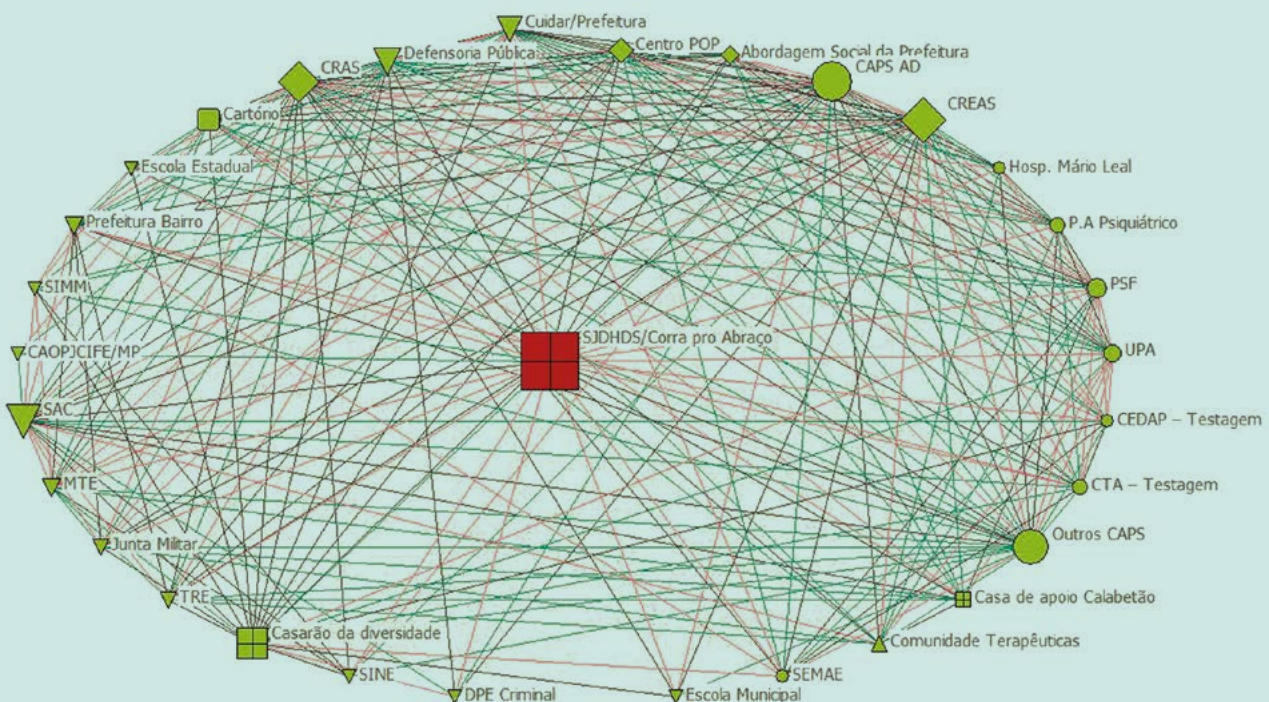 Cuidar/Prefeitura
Defensoria Pública
Centro POP
Abordagem Social da Prefeitura
CRAS
CAPS AD
CREAS
Cartório
Escola Estadual
Hosp. Mário Leal
Prefeitura Bairro
P.A Psiquiátrico
SIMM
PSF
SJDHDS/Corra pro Abraço
CAOPJCIFE/MP
UPA
SAC
CEDAP – Testagem
MTE
CTA – Testagem
Junta Militar
Outros CAPS
TRE
Casa de apoio Calabetão
Casarão da diversidade
Comunidade Terapêuticas
SINE
SEMAE
DPE Criminal
Escola Municipal